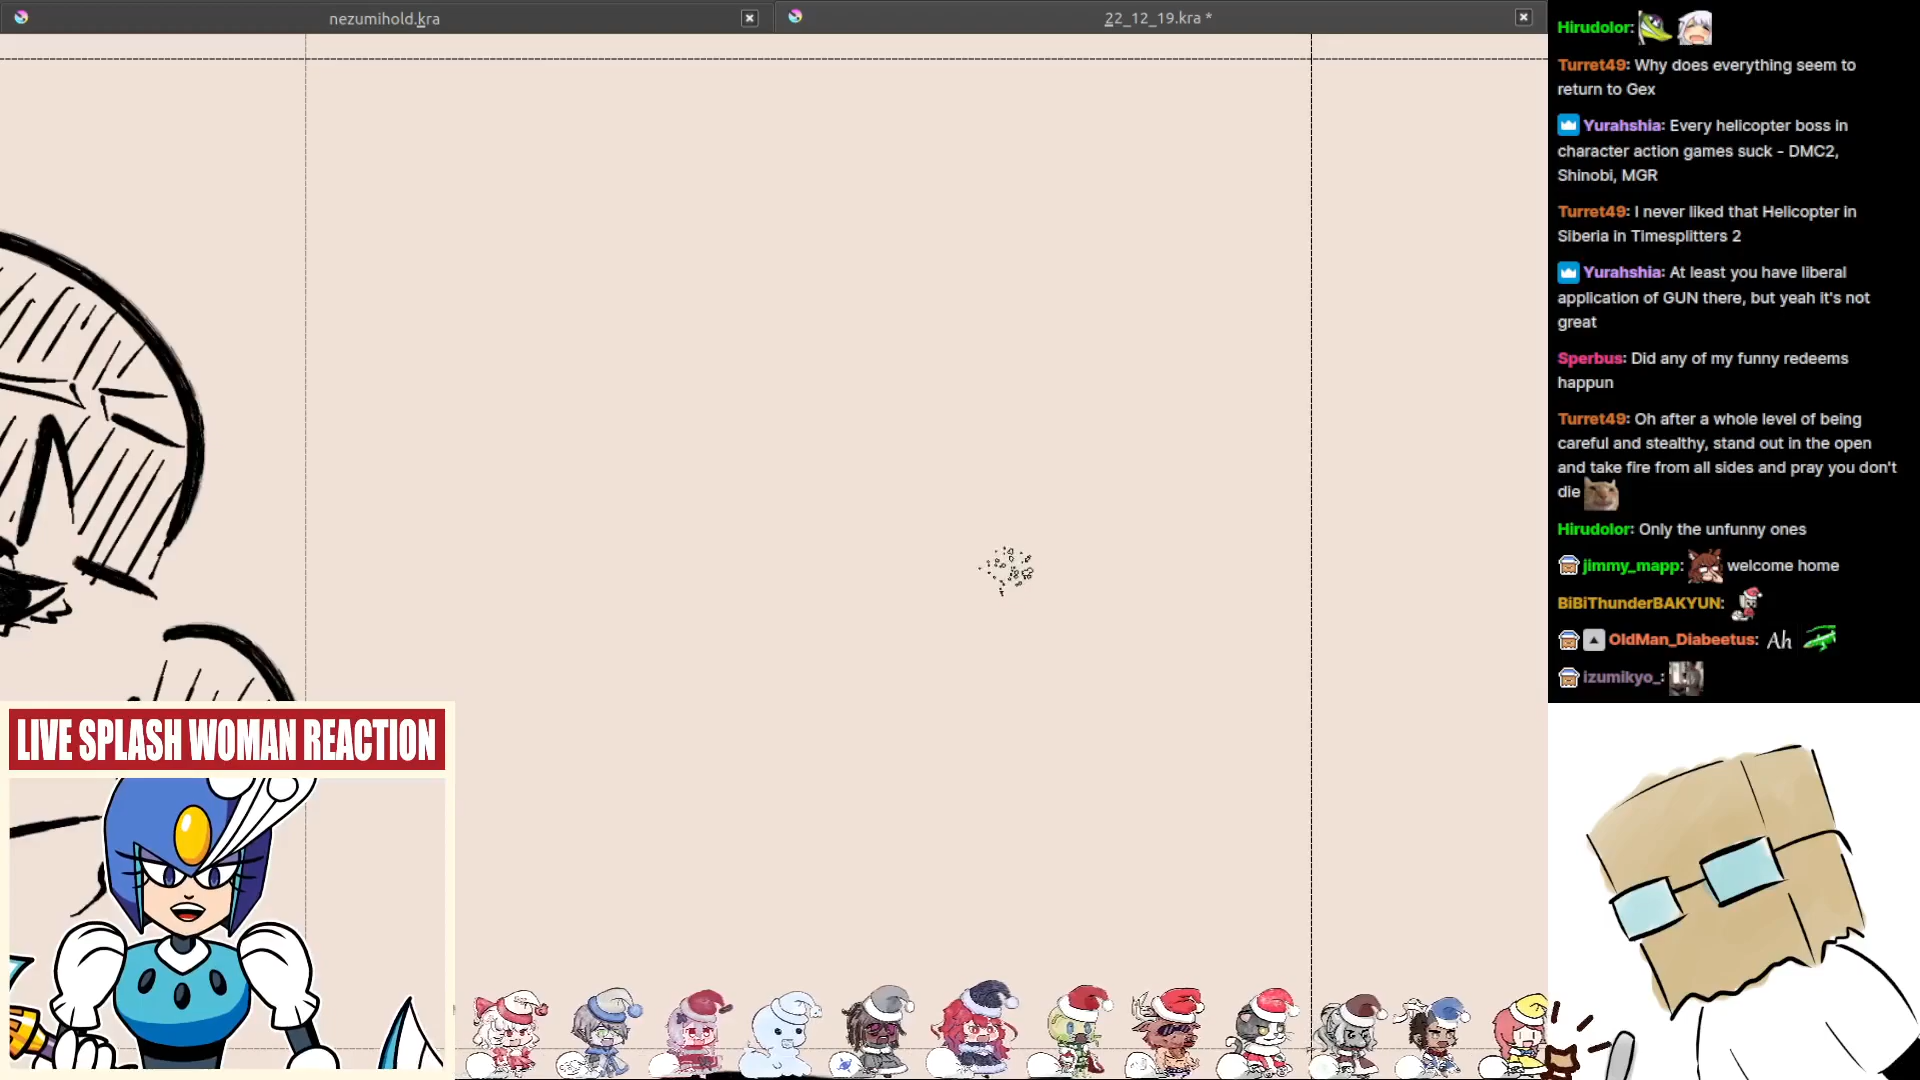 nezumihold.kra
22_12_19.kra *
Hirudolor:
Turret49: Why does everything seem to
return to Gex
Yurahshia: Every helicopter boss in
character action games suck - DMC2,
Shinobi, MGR
Turret49: I never liked that Helicopter in
Siberia in Timesplitters 2
Yurahshia: At least you have liberal
application of GUN there, but yeah it's not
great
Sperbus: Did any of my funny redeems
happun
Turret49: Oh after a whole level of being
careful and stealthy, stand out in the open
and take fire from all sides and pray you don't
die
Hirudolor: Only the unfunny ones
jimmy_mapp: welcome home
BiBiThunderBAKYUN:
OldMan_Diabeetus: Ah
izumikyo_:
LIVE SPLASH WOMAN REACTION